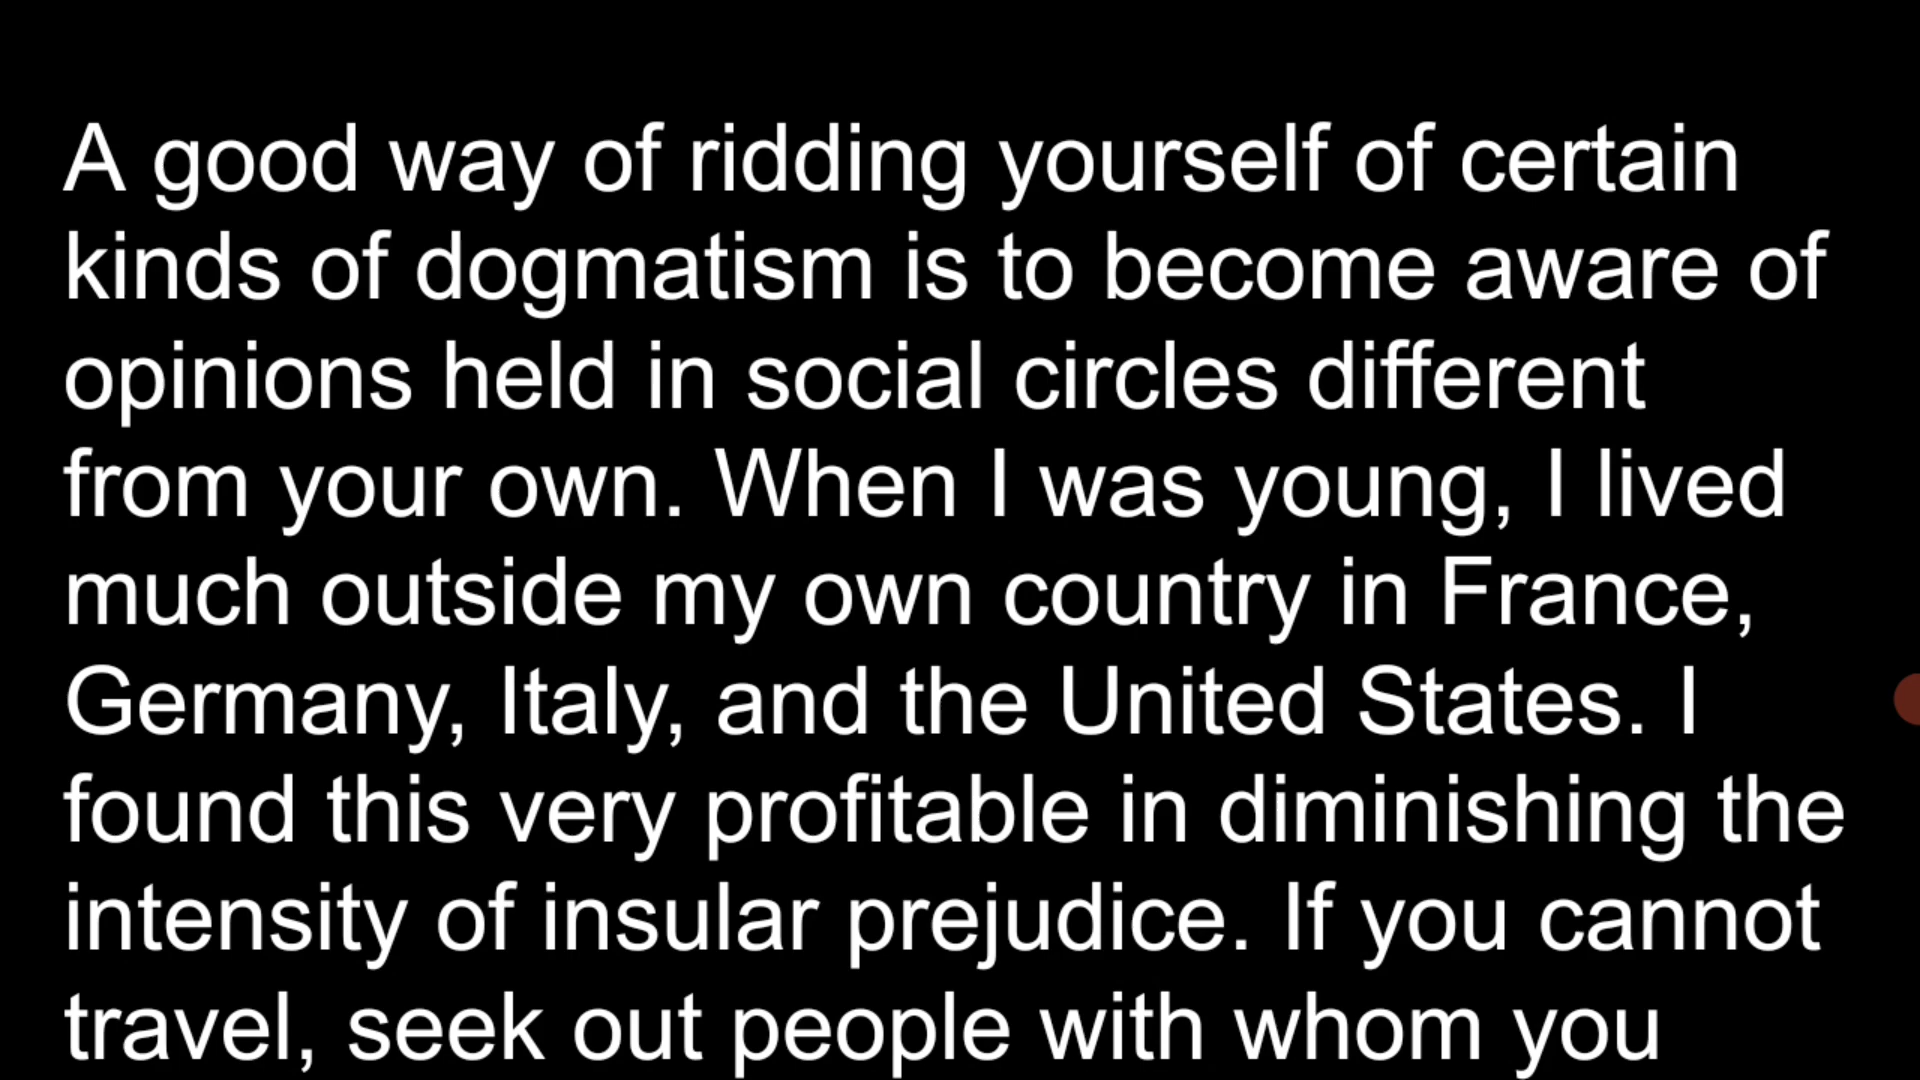 A good way of ridding yourself of certain
kinds of dogmatism is to become aware of
opinions held in social circles different
from your own. When I was young, I lived
much outside my own country in France,
Germany, Italy, and the United States. I
found this very profitable in diminishing the
intensity of insular prejudice. If you cannot
travel, seek out people with whom you